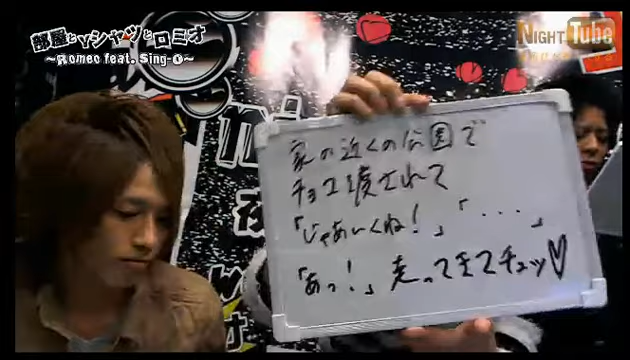 部屋とYシャツとロミオ
〜Romeo feat. Sing-O〜
NIGHT Tube
家の近くの公園で
チョコ渡されて
「じゃあいくね！」「・・・」
「あっ！」走ってきてチュッ♡